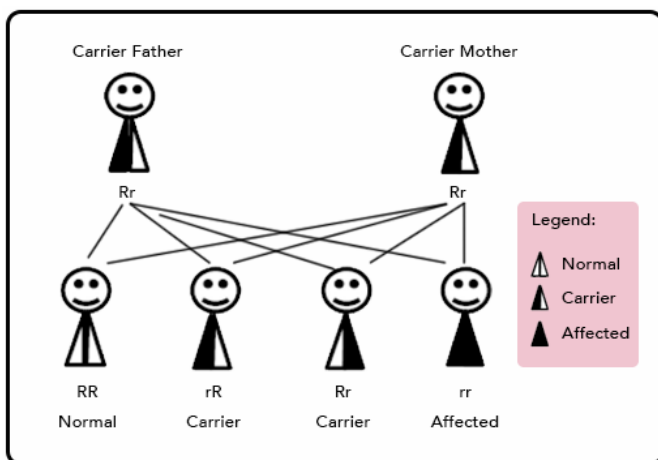 Carrier Father
Carrier Mother
Rr
Rr
Legend:
Normal
Carrier
Affected
RR
rR
Rr
rr
Normal
Carrier
Carrier
Affected